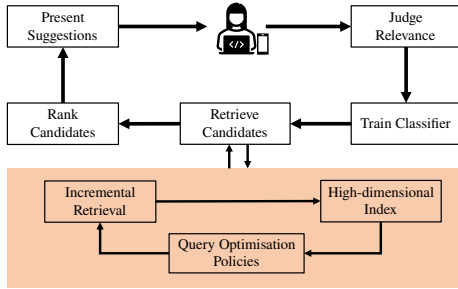 Present
Suggestions
</>
Judge
Relevance
Rank
Candidates
Retrieve
Candidates
Train Classifier
Incremental
Retrieval
High-dimensional
Index
Query Optimisation
Policies